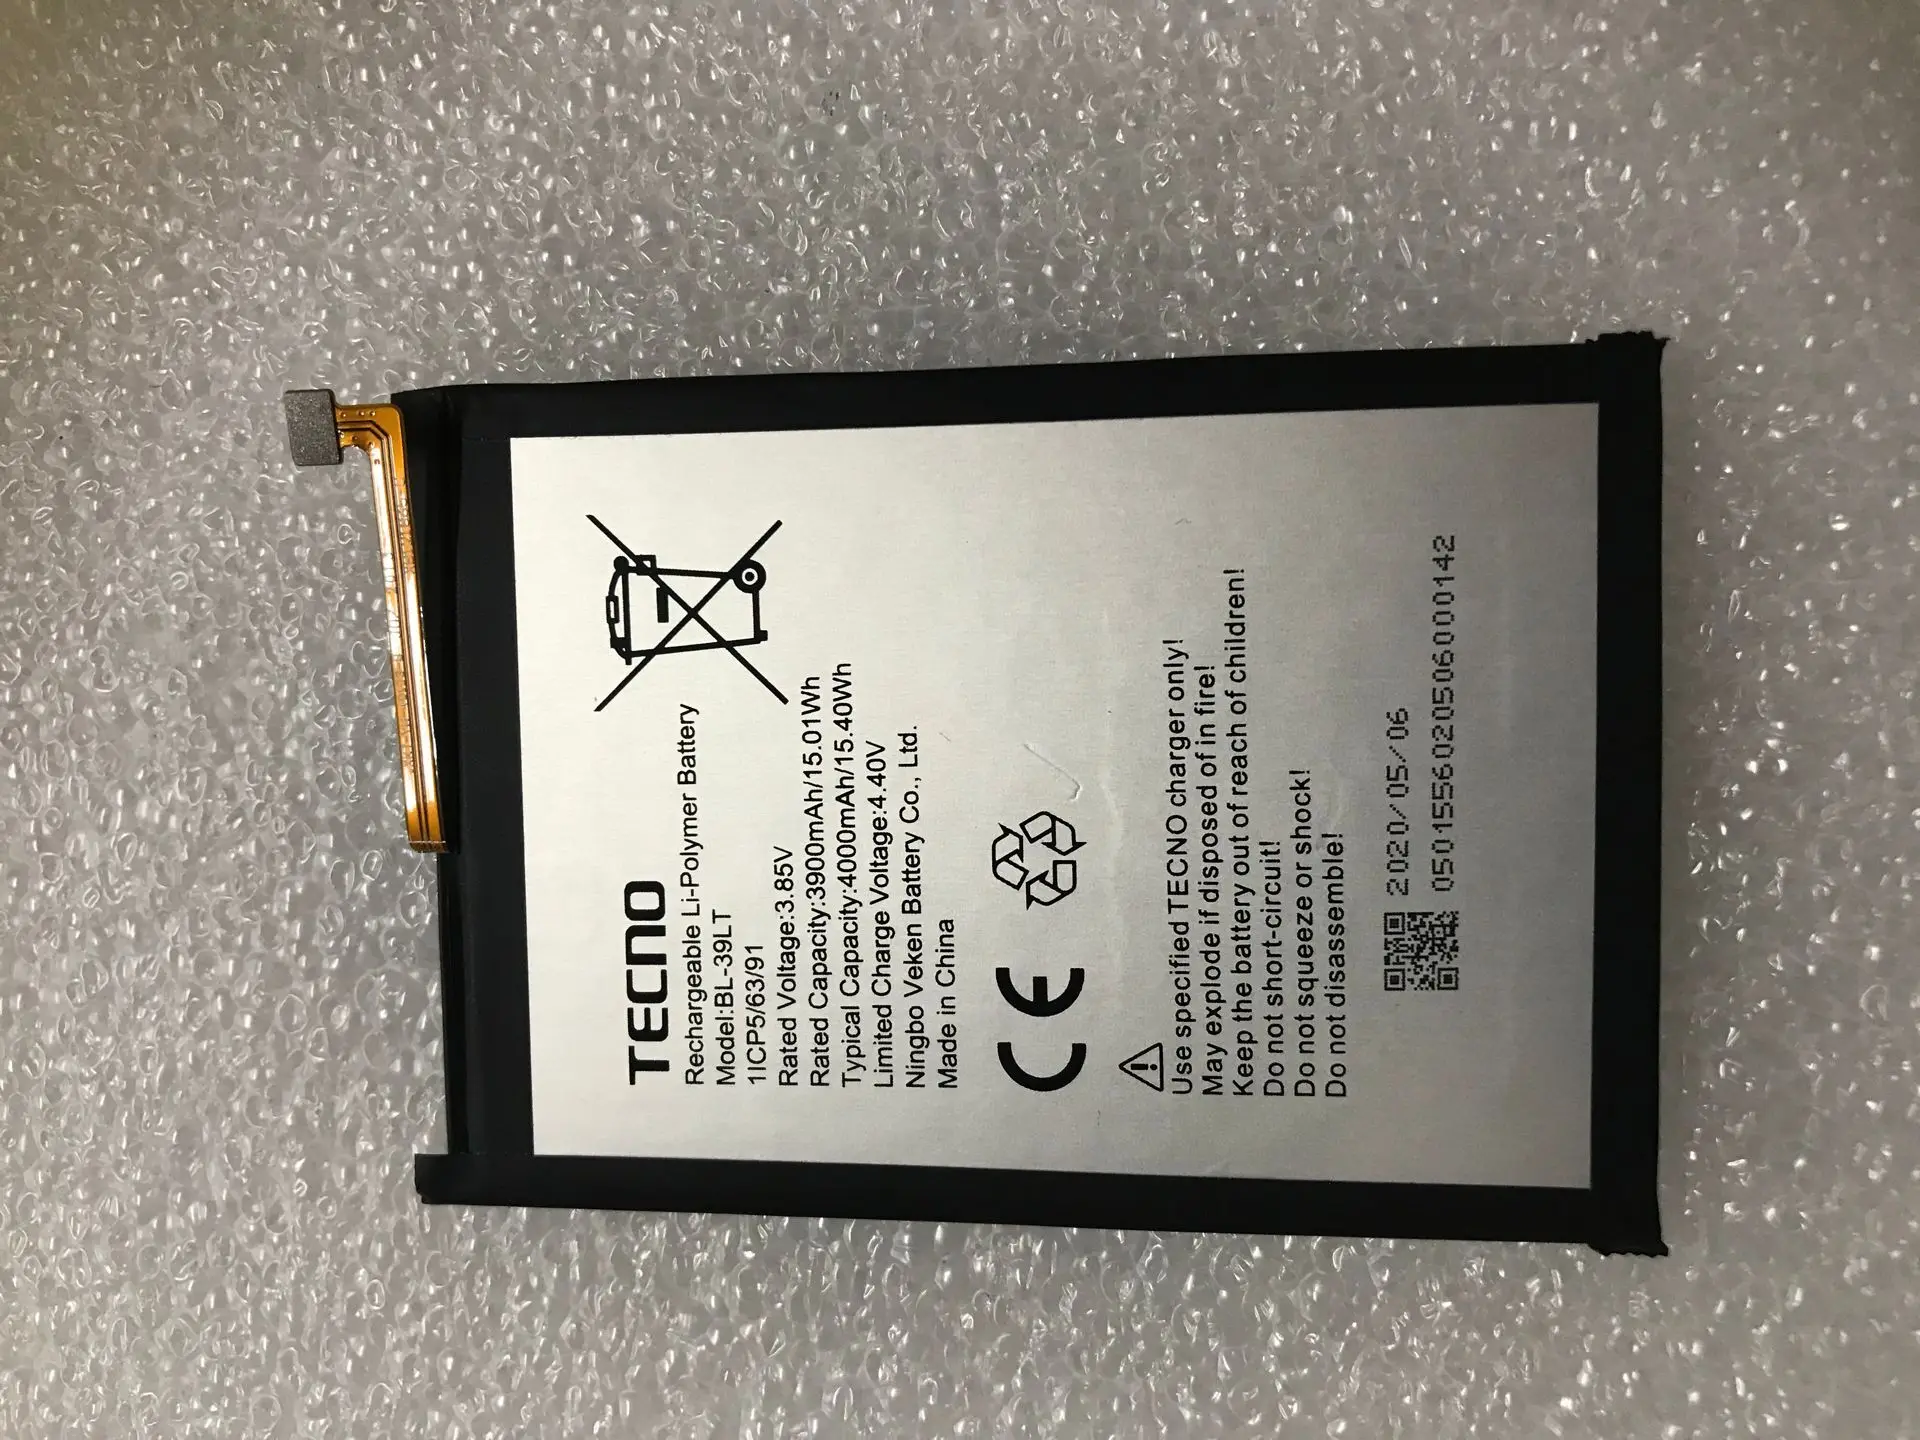 TECNO
Rechargeable Li-Polymer Battery
Model:BL-39LT
1ICP5/63/91
Rated Voltage:3.85V
Rated Capacity:3900mAh/15.01Wh
Typical Capacity:4000mAh/15.40Wh
Limited Charge Voltage:4.40V
Ningbo Veken Battery Co., Ltd.
Made in China
CE
Use specified TECNO charger only!
May explode if disposed of in fire!
Keep the battery out of reach of children!
Do not short-circuit!
Do not squeeze or shock!
Do not disassemble!
2020/05/06
0501556020506000142